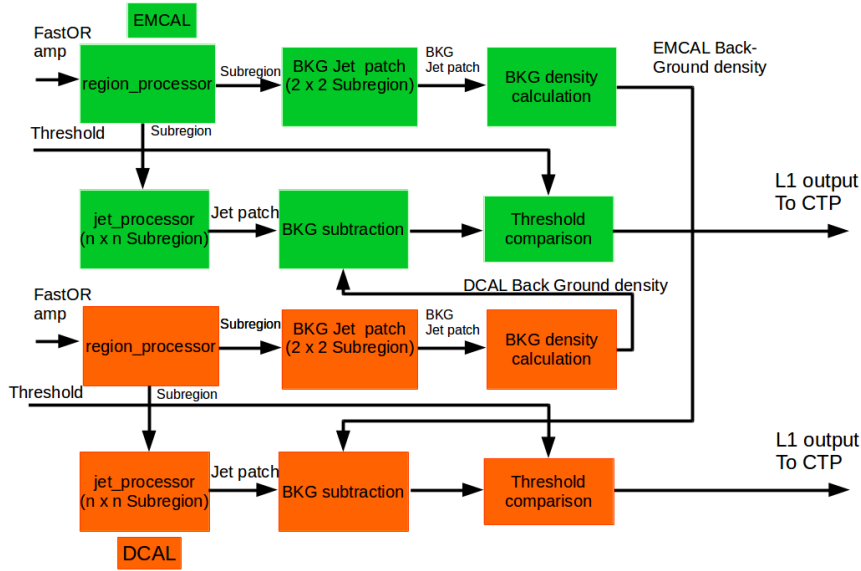 EMCAL
FastOR
amp
region_processor
Subregion
BKG Jet patch
(2 x 2 Subregion)
BKG
Jet patch
BKG density
calculation
EMCAL Back-
Ground density
Threshold
Subregion
jet_processor
(n x n Subregion)
Jet patch
BKG subtraction
Threshold
comparison
L1 output
To CTP
DCAL Back Ground density
FastOR
amp
region_processor
Subregion
BKG Jet patch
(2 x 2 Subregion)
BKG
Jet patch
BKG density
calculation
Threshold
Subregion
jet_processor
(n x n Subregion)
Jet patch
BKG subtraction
Threshold
comparison
L1 output
To CTP
DCAL